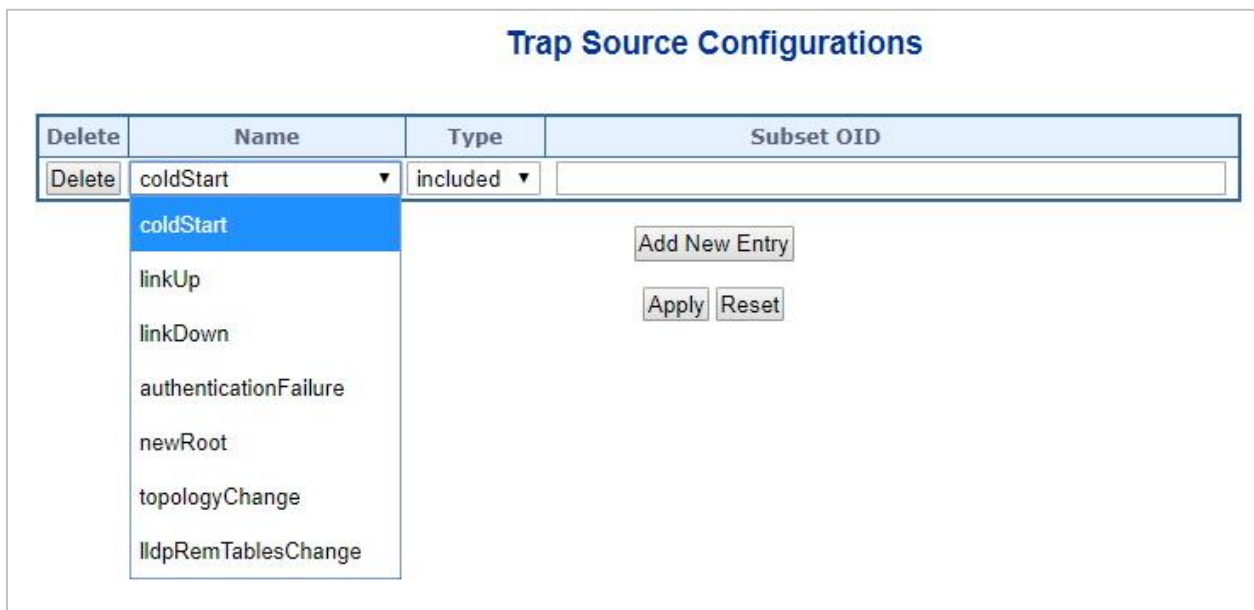 Trap Source Configurations
Delete Name Type Subset OID
Delete coldStart included
coldStart
linkUp
linkDown
authenticationFailure
newRoot
topologyChange
lldpRemTablesChange
Add New Entry
Apply Reset